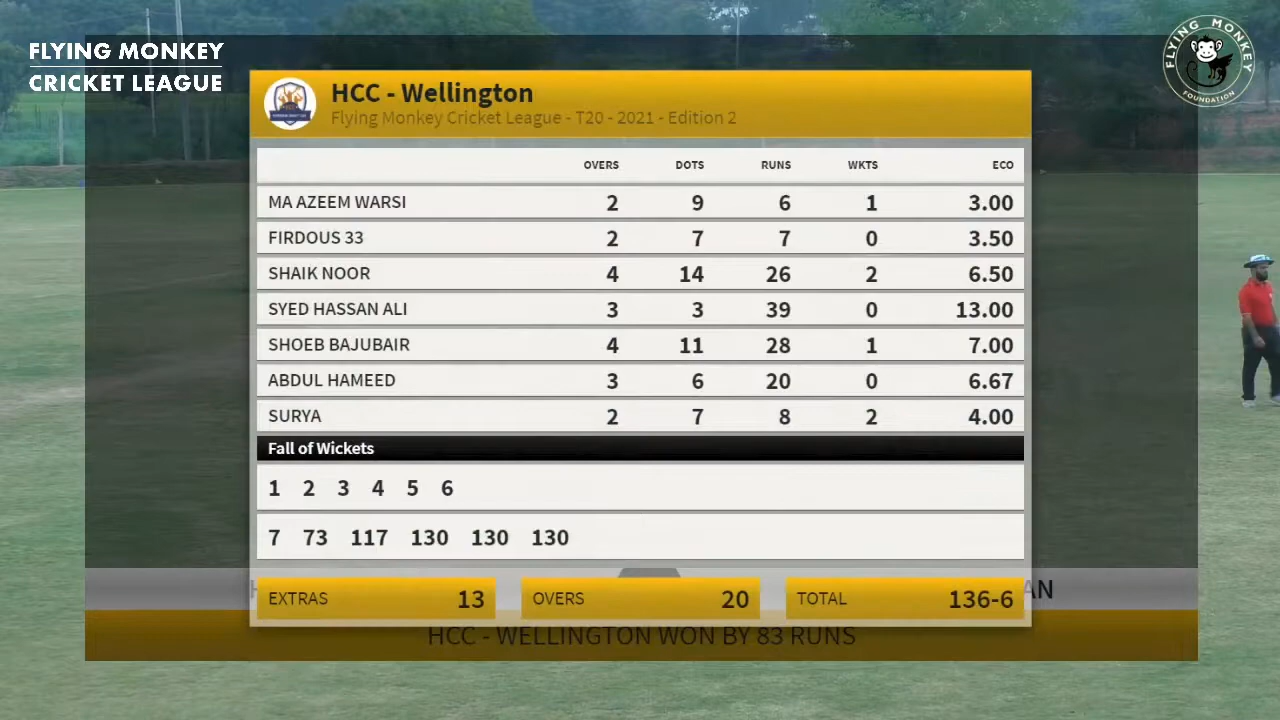 FLYING MONKEY
CRICKET LEAGUE
FLYING MONKEY
FOUNDATION
HCC - Wellington
Flying Monkey Cricket League - T20 - 2021 - Edition 2
OVERS DOTS RUNS WKTS ECO
MA AZEEM WARSI 2 9 6 1 3.00
FIRDOUS 33 2 7 7 0 3.50
SHAIK NOOR 4 14 26 2 6.50
SYED HASSAN ALI 3 3 39 0 13.00
SHOEB BAJUBAIR 4 11 28 1 7.00
ABDUL HAMEED 3 6 20 0 6.67
SURYA 2 7 8 2 4.00
Fall of Wickets
1 2 3 4 5 6
7 73 117 130 130 130
EXTRAS 13 OVERS 20 TOTAL 136-6
HCC - WELLINGTON WON BY 83 RUNS